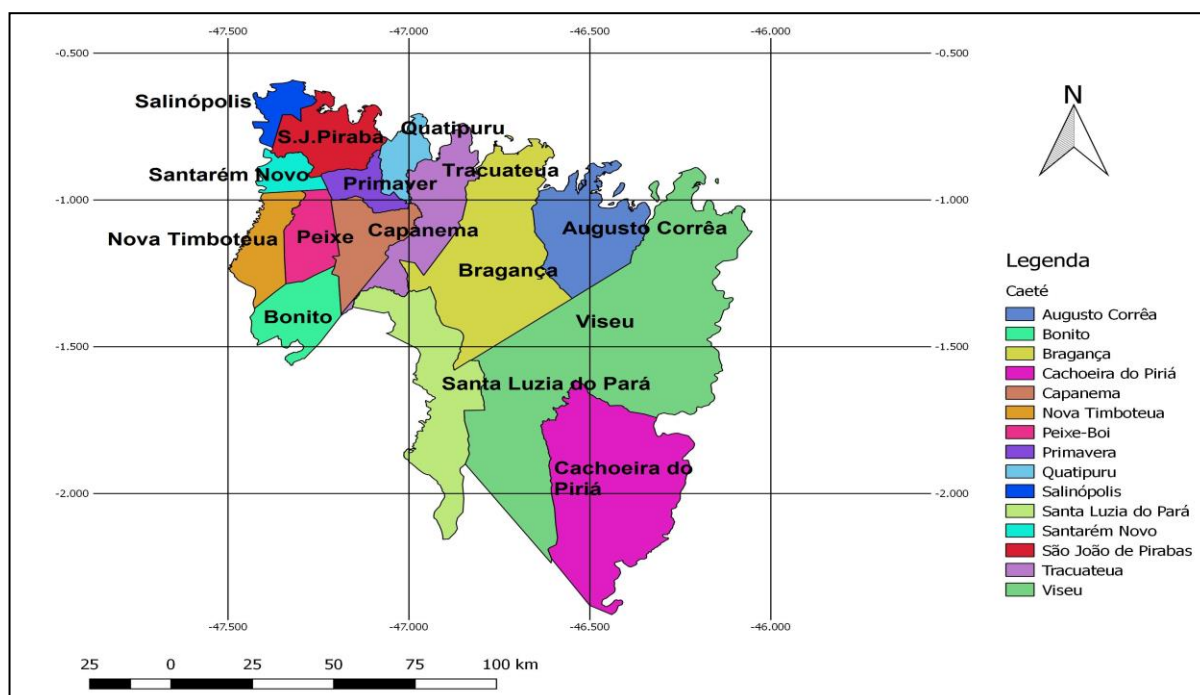 -47.500
-47.000
-46.500
-46.000
-0.500
-0.500
Salinópolis
S.J.Piraba
Quatipuru
Santarém Novo
Primaver
Tracuateua
-1.000
-1.000
Nova Timboteua
Peixe
Capanema
Augusto Corrêa
Bragança
Bonito
Viseu
-1.500
-1.500
Santa Luzia do Pará
Cachoeira do
Piriá
-2.000
-2.000
-47.500
-47.000
-46.500
-46.000
25
0
25
50
75
100 km
N
Legenda
Caeté
Augusto Corrêa
Bonito
Bragança
Cachoeira do Piriá
Capanema
Nova Timboteua
Peixe-Boi
Primavera
Quatipuru
Salinópolis
Santa Luzia do Pará
Santarém Novo
São João de Pirabas
Tracuateua
Viseu